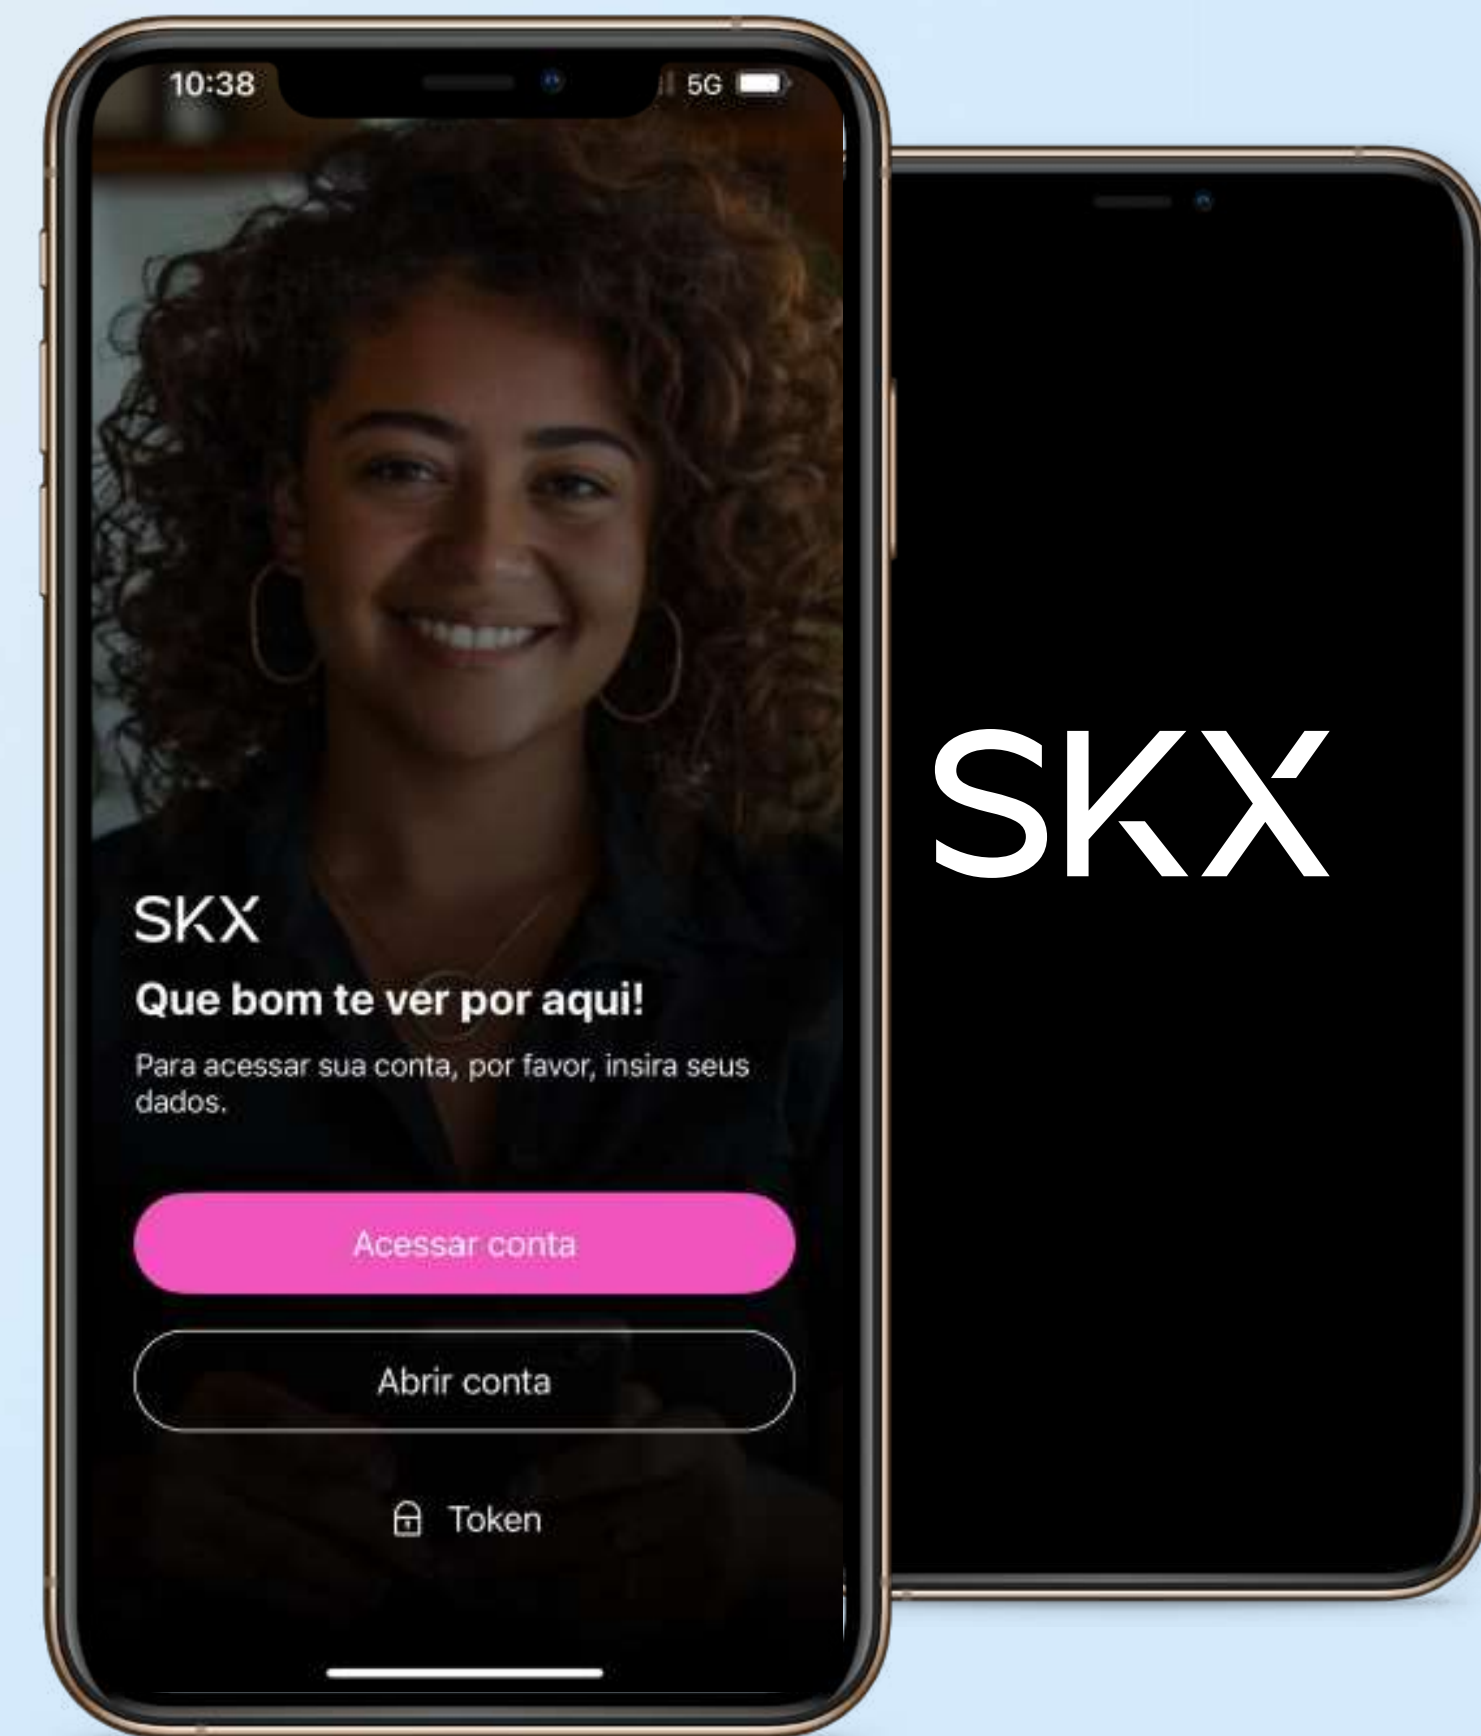 10:38 5G
SKX
Que bom te ver por aqui!
Para acessar sua conta, por favor, insira seus
dados.
Acessar conta
Abrir conta
Token
SKX